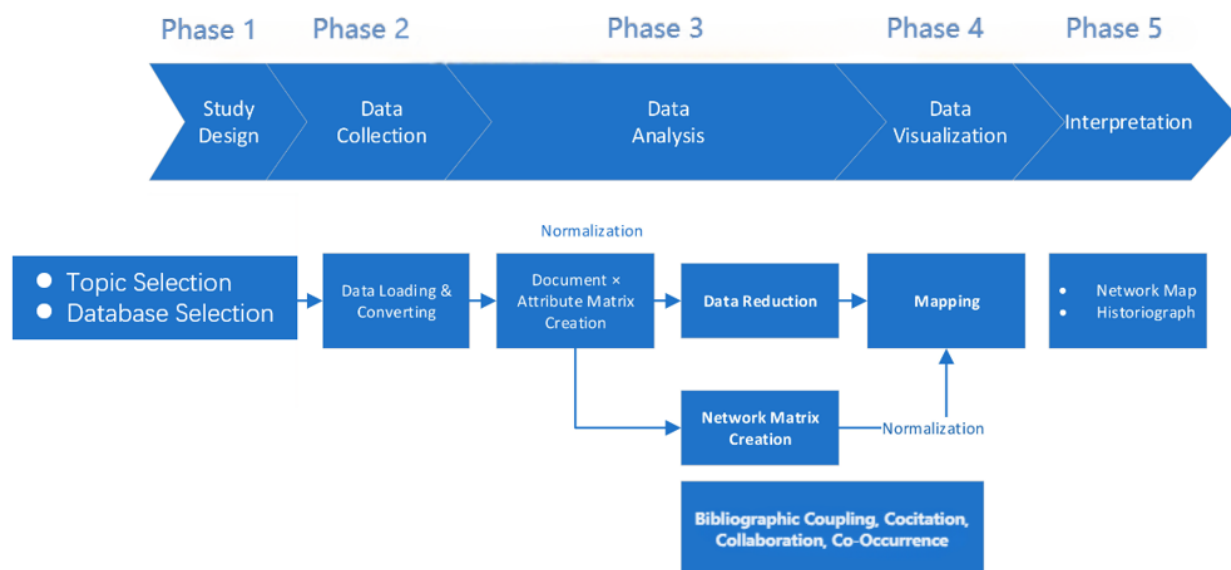 Phase 1
Phase 2
Phase 3
Phase 4
Phase 5
Study
Design
Data
Collection
Data
Analysis
Data
Visualization
Interpretation
Normalization
● Topic Selection
● Database Selection
Data Loading &
Converting
Document ×
Attribute Matrix
Creation
Data Reduction
Mapping
• Network Map
• Historiograph
Network Matrix
Creation
Normalization
Bibliographic Coupling, Cocitation,
Collaboration, Co-Occurrence